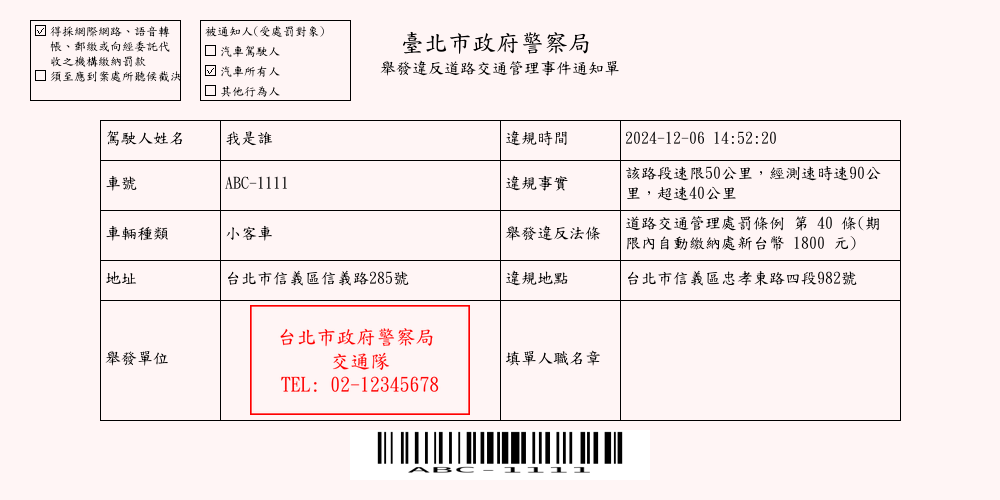 ☑ 得採網際網路、語音轉
帳、郵繳或向經委託代
收之機構繳納罰款
☐ 須至應到案處所聽候裁決
被通知人(受處罰對象)
☐ 汽車駕駛人
☑ 汽車所有人
☐ 其他行為人
臺北市政府警察局
舉發違反道路交通管理事件通知單
駕駛人姓名 我是誰 違規時間 2024-12-06 14:52:20
車號 ABC-1111 違規事實 該路段速限50公里，經測速時速90公
里，超速40公里
車輛種類 小客車 舉發違反法條 道路交通管理處罰條例 第 40 條(期
限內自動繳納處新台幣 1800 元)
地址 台北市信義區信義路285號 違規地點 台北市信義區忠孝東路四段982號
舉發單位 填單人職名章
台北市政府警察局
交通隊
TEL: 02-12345678
ABC-1111